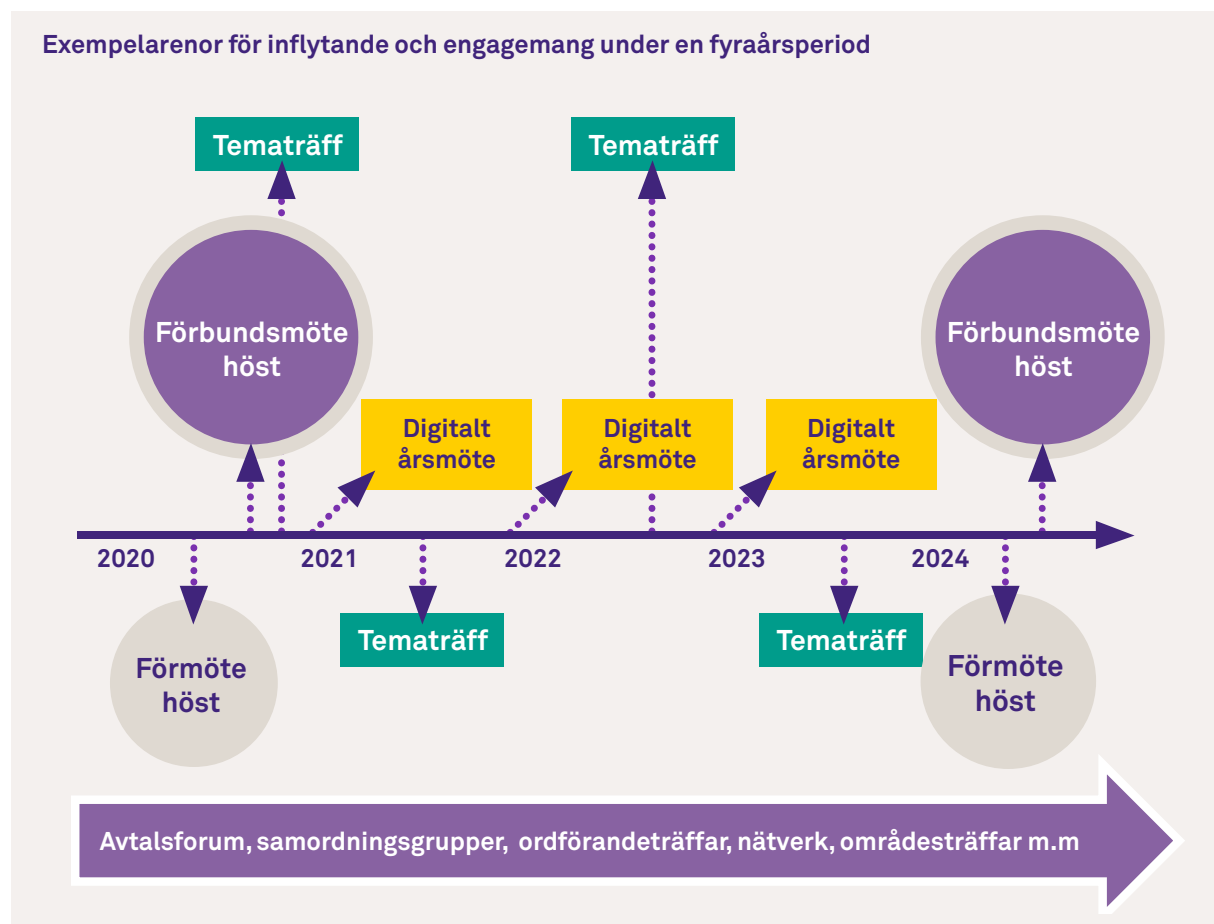 Exempelarenor för inflytande och engagemang under en fyraårsperiod
Tematräff
Tematräff
Förbundsmöte
höst
Förbundsmöte
höst
Digitalt
årsmöte
Digitalt
årsmöte
Digitalt
årsmöte
2020
2021
2022
2023
2024
Förmöte
höst
Tematräff
Tematräff
Förmöte
höst
Avtalsforum, samordningsgrupper, ordförandeträffar, nätverk, områdesträffar m.m